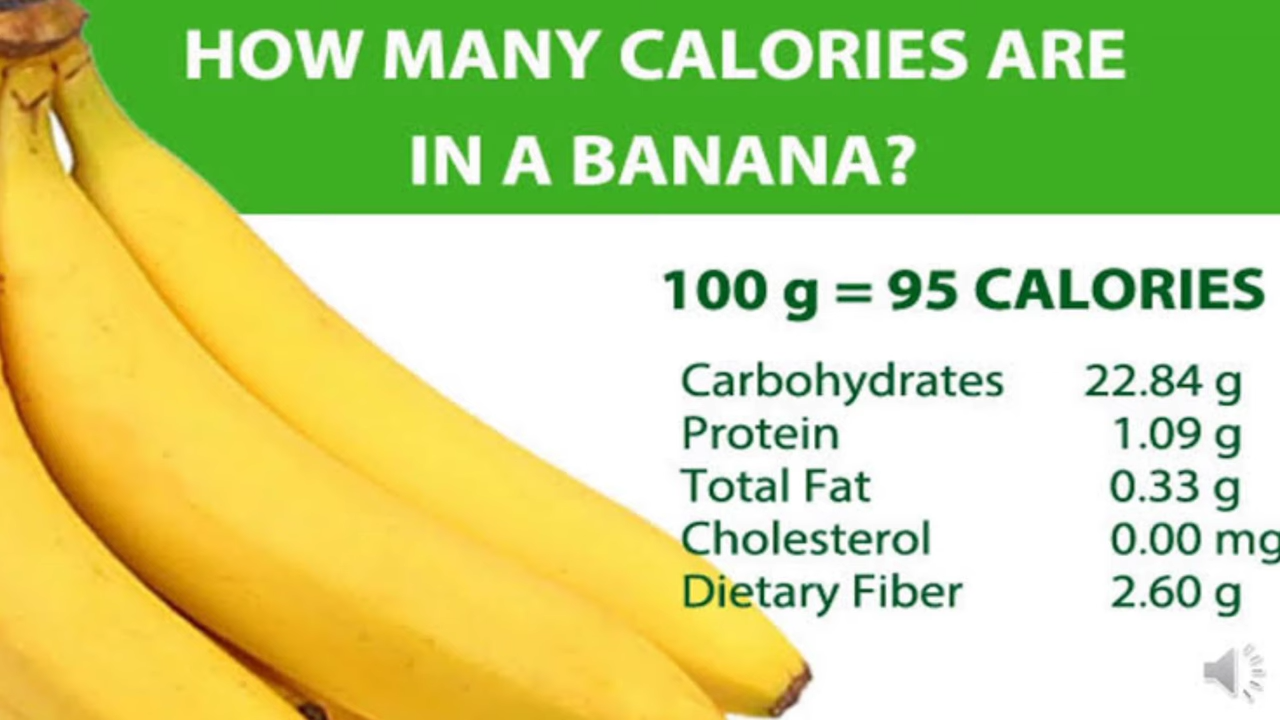 HOW MANY CALORIES ARE
IN A BANANA?
100 g = 95 CALORIES
Carbohydrates 22.84 g
Protein 1.09 g
Total Fat 0.33 g
Cholesterol 0.00 mg
Dietary Fiber 2.60 g